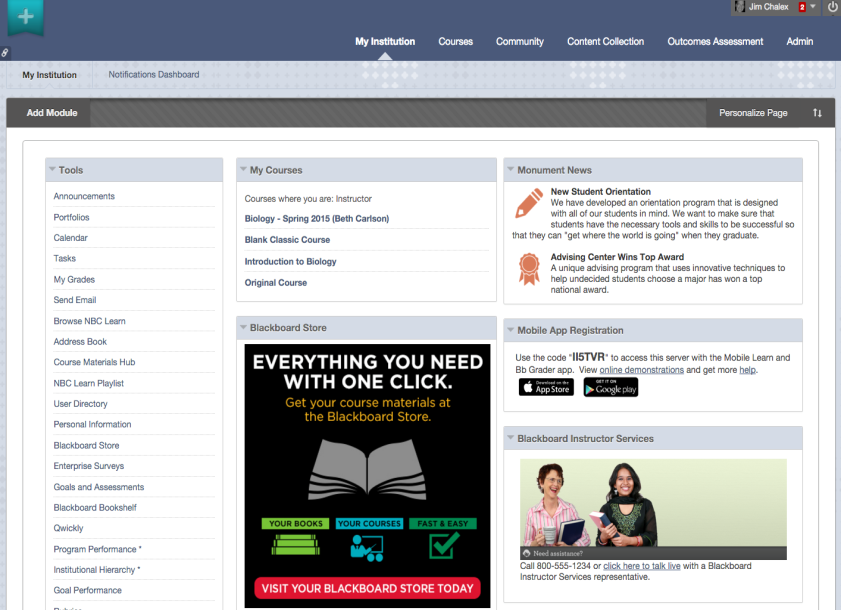 Jim Chalex 2
My Institution Courses Community Content Collection Outcomes Assessment Admin
My Institution Notifications Dashboard
Add Module Personalize Page
Tools
Announcements
Portfolios
Calendar
Tasks
My Grades
Send Email
Browse NBC Learn
Address Book
Course Materials Hub
NBC Learn Playlist
User Directory
Personal Information
Blackboard Store
Enterprise Surveys
Goals and Assessments
Blackboard Bookshelf
Qwickly
Program Performance *
Institutional Hierarchy *
Goal Performance
My Courses
Courses where you are: Instructor
Biology - Spring 2015 (Beth Carlson)
Blank Classic Course
Introduction to Biology
Original Course
Blackboard Store
EVERYTHING YOU NEED
WITH ONE CLICK.
Get your course materials at
the Blackboard Store.
YOUR BOOKS YOUR COURSES FAST & EASY
VISIT YOUR BLACKBOARD STORE TODAY
Monument News
New Student Orientation
We have developed an orientation program that is designed
with all of our students in mind. We want to make sure that
students have the necessary tools and skills to be successful so
that they can "get where the world is going" when they graduate.
Advising Center Wins Top Award
A unique advising program that uses innovative techniques to
help undecided students choose a major has won a top
national award.
Mobile App Registration
Use the code "II5TVR" to access this server with the Mobile Learn and
Bb Grader app. View online demonstrations and get more help.
Download on the
App Store
GET IT ON
Google play
Blackboard Instructor Services
Need assistance?
Call 800-555-1234 or click here to talk live with a Blackboard
Instructor Services representative.